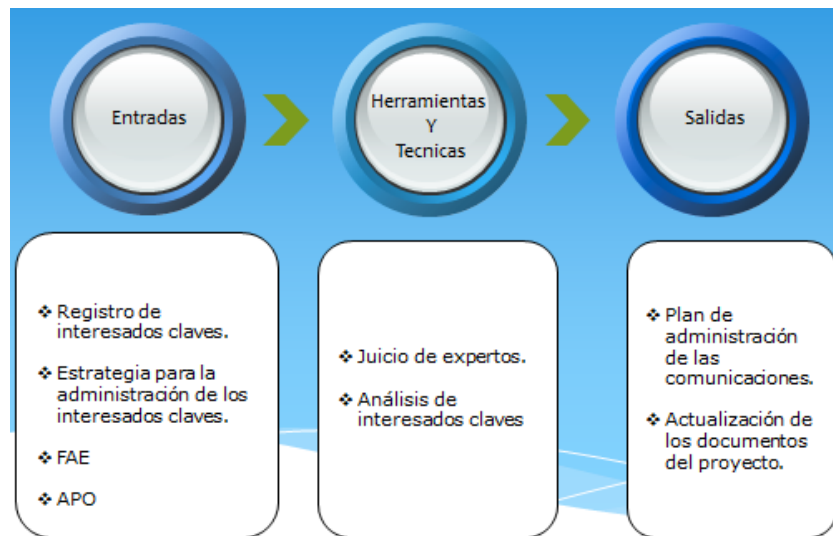 Entradas
Herramientas
Y
Tecnicas
Salidas
❖ Registro de
interesados claves.
❖ Estrategia para la
administración de los
interesados claves.
❖ FAE
❖ APO
❖ Juicio de expertos.
❖ Análisis de
interesados claves
❖ Plan de
administración
de las
comunicaciones.
❖ Actualización de
los documentos
del proyecto.